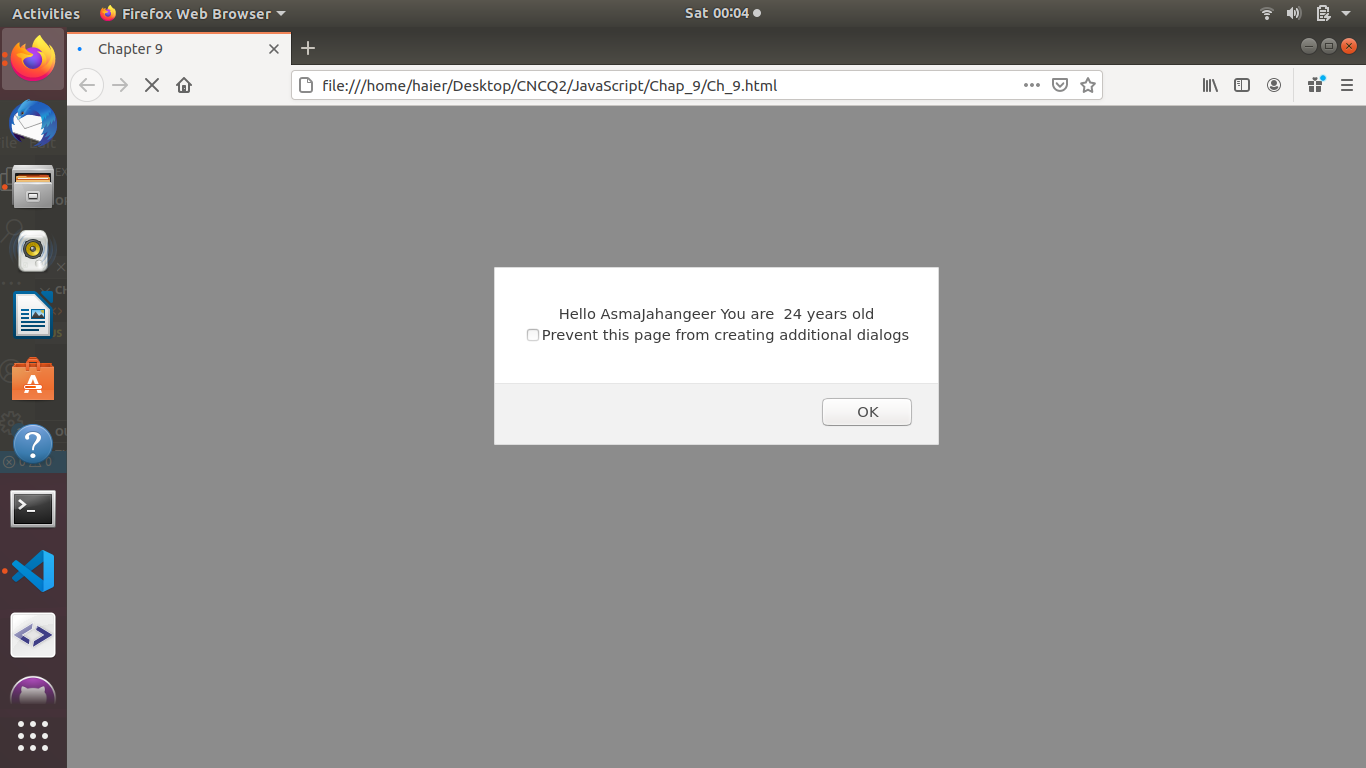 Activities Firefox Web Browser Sat 00:04
Chapter 9
file:///home/haier/Desktop/CNCQ2/JavaScript/Chap_9/Ch_9.html
Hello AsmaJahangeer You are  24 years old
Prevent this page from creating additional dialogs
OK